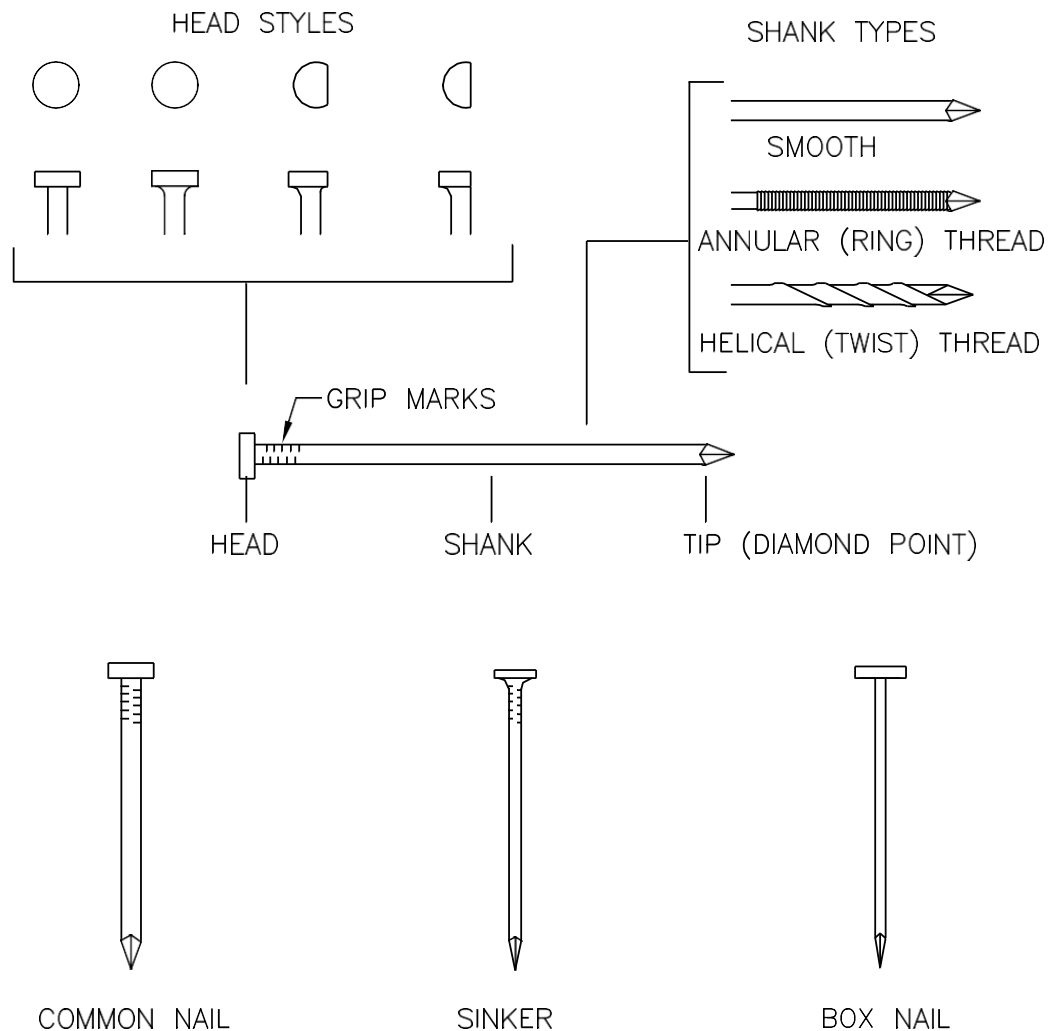 HEAD STYLES
SHANK TYPES
SMOOTH
ANNULAR (RING) THREAD
HELICAL (TWIST) THREAD
GRIP MARKS
HEAD
SHANK
TIP (DIAMOND POINT)
COMMON NAIL
SINKER
BOX NAIL